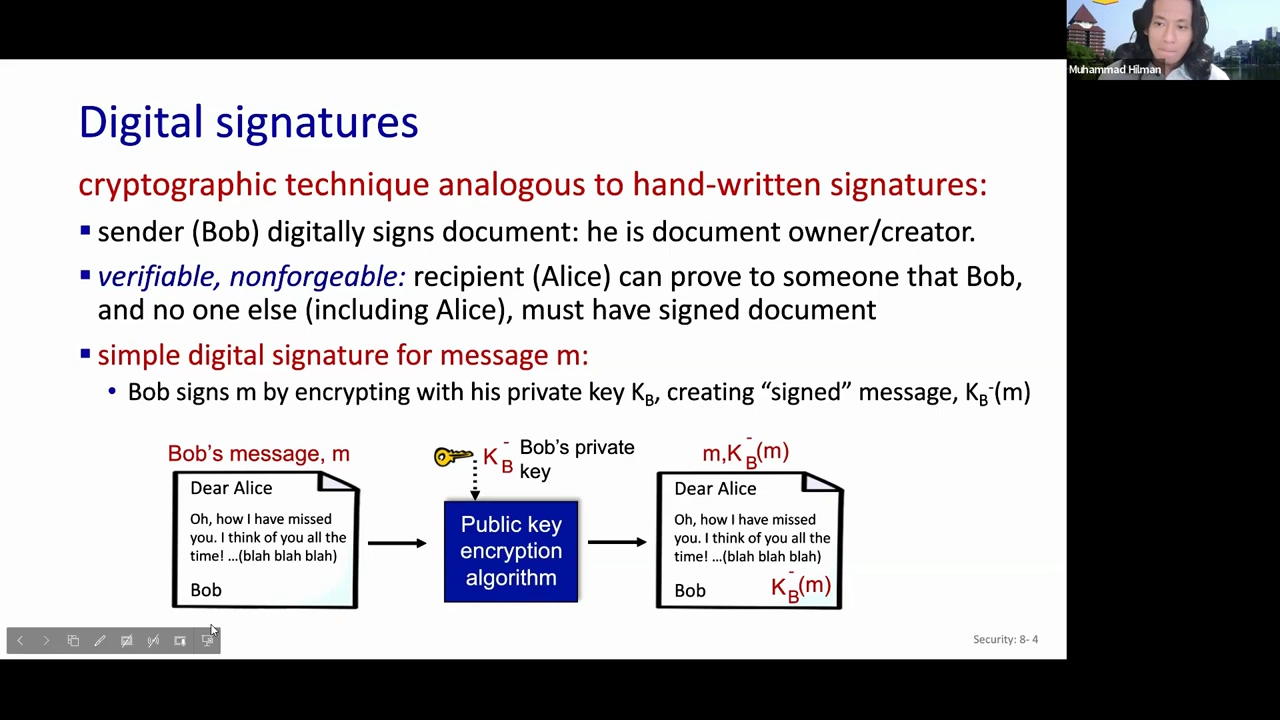 Muhammad Hilman
Digital signatures
cryptographic technique analogous to hand-written signatures:
▪ sender (Bob) digitally signs document: he is document owner/creator.
▪ verifiable, nonforgeable: recipient (Alice) can prove to someone that Bob,
and no one else (including Alice), must have signed document
▪ simple digital signature for message m:
• Bob signs m by encrypting with his private key K_B, creating “signed” message, K_B^-(m)
Bob’s message, m
Dear Alice
Oh, how I have missed
you. I think of you all the
time! …(blah blah blah)
Bob
K_B^-
Bob’s private
key
Public key
encryption
algorithm
m,K_B^-(m)
Dear Alice
Oh, how I have missed
you. I think of you all the
time! …(blah blah blah)
Bob K_B^-(m)
Security: 8- 4